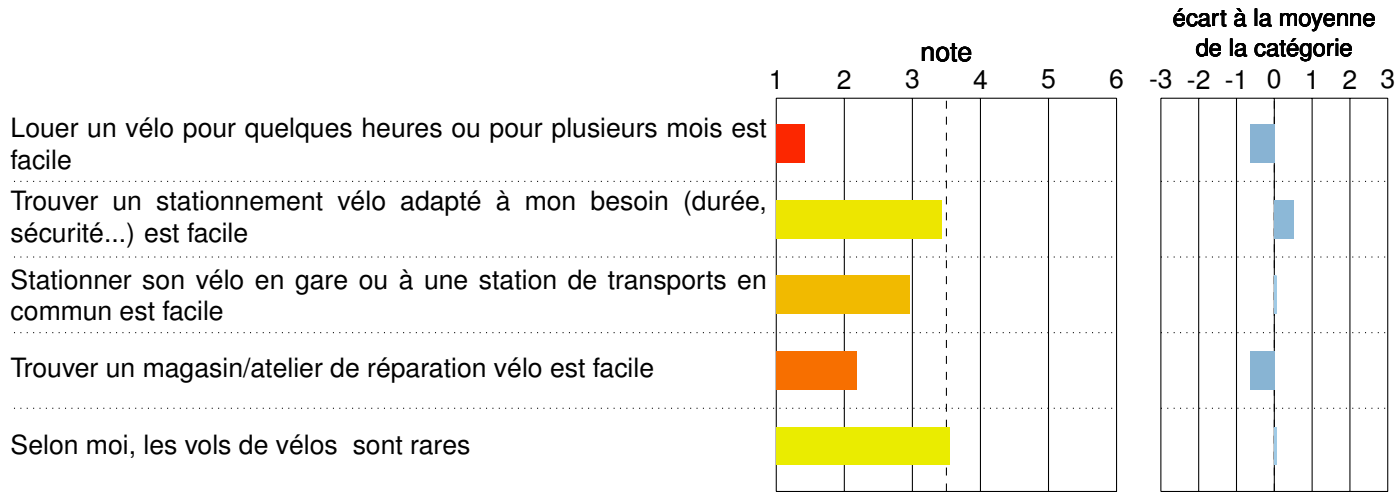 écart à la moyenne
de la catégorie
note
1 2 3 4 5 6
-3 -2 -1 0 1 2 3
Louer un vélo pour quelques heures ou pour plusieurs mois est
facile
Trouver un stationnement vélo adapté à mon besoin (durée,
sécurité...) est facile
Stationner son vélo en gare ou à une station de transports en
commun est facile
Trouver un magasin/atelier de réparation vélo est facile
Selon moi, les vols de vélos sont rares